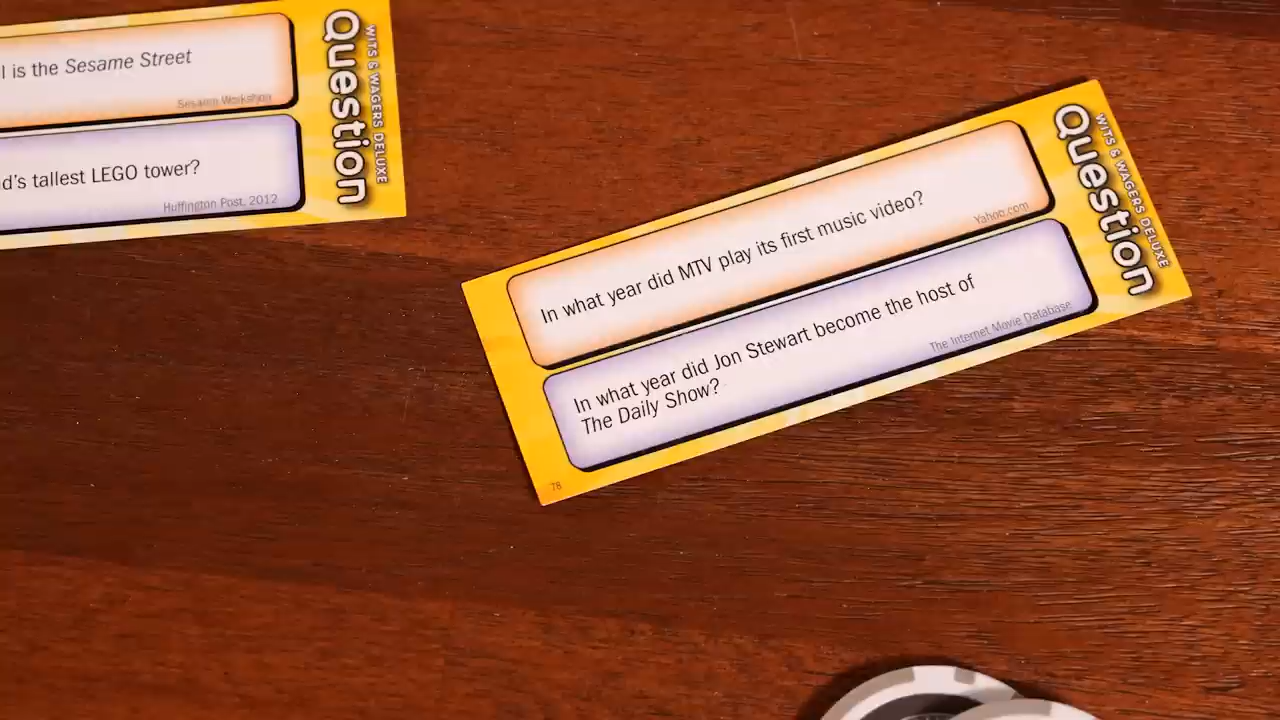 l is the Sesame Street
Sesame Workshop
d's tallest LEGO tower?
Huffington Post, 2012
WITS & WAGERS DELUXE
Question
In what year did MTV play its first music video?
Yahoo.com
In what year did Jon Stewart become the host of
The Daily Show?
The Internet Movie Database
78
WITS & WAGERS DELUXE
Question